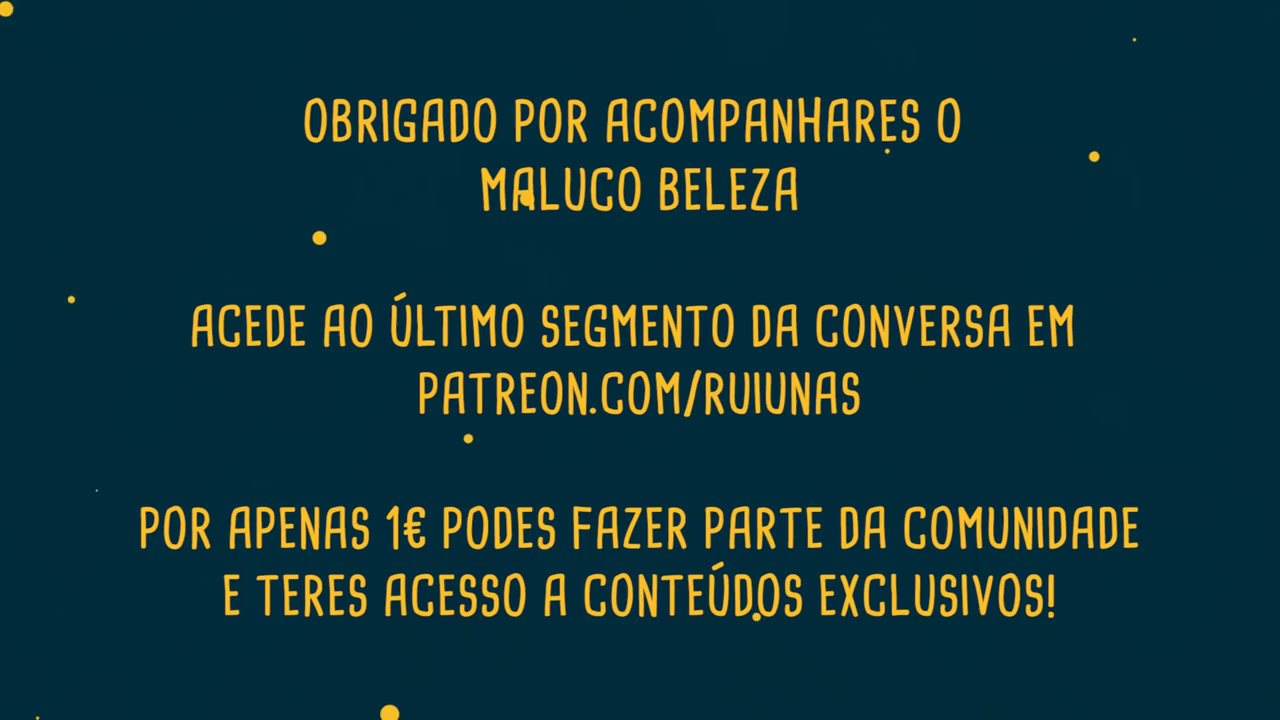 OBRIGADO POR ACOMPANHARES O
MALUCO BELEZA
ACEDE AO ÚLTIMO SEGMENTO DA CONVERSA EM
PATREON.COM/RUIUNAS
POR APENAS 1€ PODES FAZER PARTE DA COMUNIDADE
E TERES ACESSO A CONTEÚDOS EXCLUSIVOS!